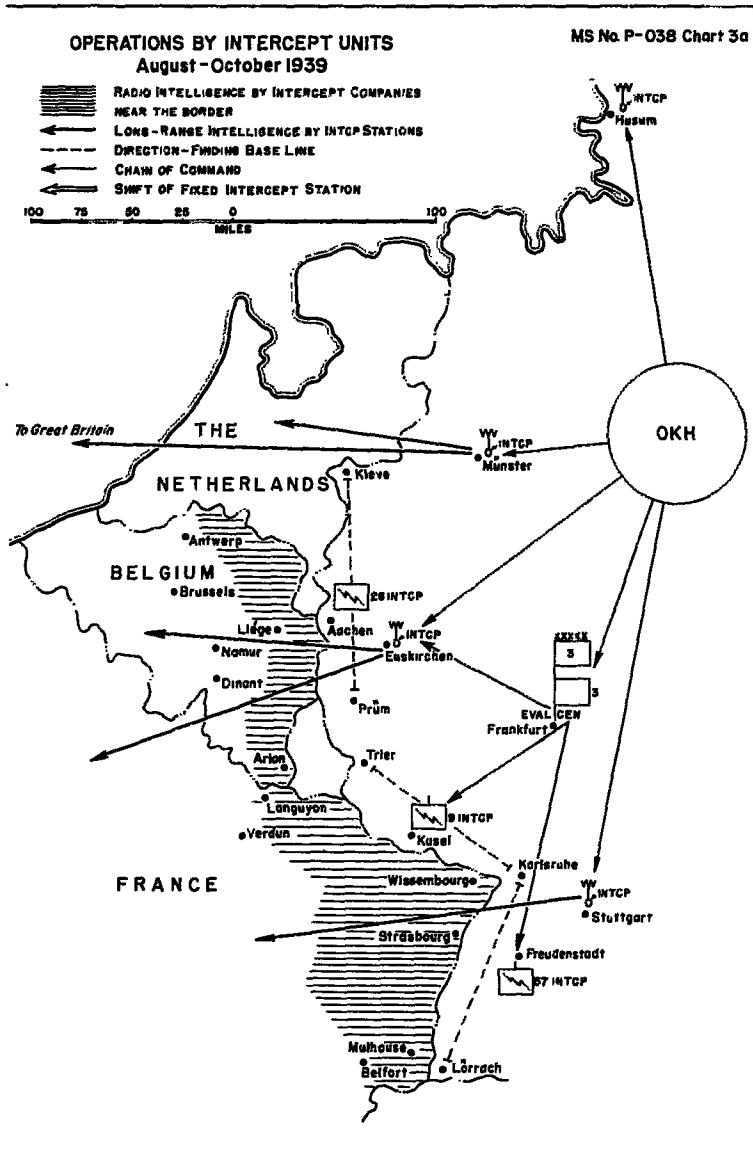 MS No. P-038 Chart 3a
OPERATIONS BY INTERCEPT UNITS
August-October 1939
RADIO INTELLIGENCE BY INTERCEPT COMPANIES
NEAR THE BORDER
LONG-RANGE INTELLIGENCE BY INTCP STATIONS
DIRECTION-FINDING BASE LINE
CHAIN OF COMMAND
SHIFT OF FIXED INTERCEPT STATION
100 75 50 25 0 100
MILES
INTCP
Husum
OKH
To Great Britain
THE
INTCP
Münster
Kleve
NETHERLANDS
Antwerp
BELGIUM
Brussels
26 INTCP
Aachen
INTCP
Liége
Euskirchen
Namur
XXXXX
3
Dinant
3
Prüm
EVAL CEN
Frankfurt
Trier
Arlon
Languyon
9 INTCP
Verdun
Kusel
Karlsruhe
FRANCE
Wissembourg
INTCP
Stuttgart
Strasbourg
Freudenstadt
57 INTCP
Mulhouse
Belfort
Lörrach